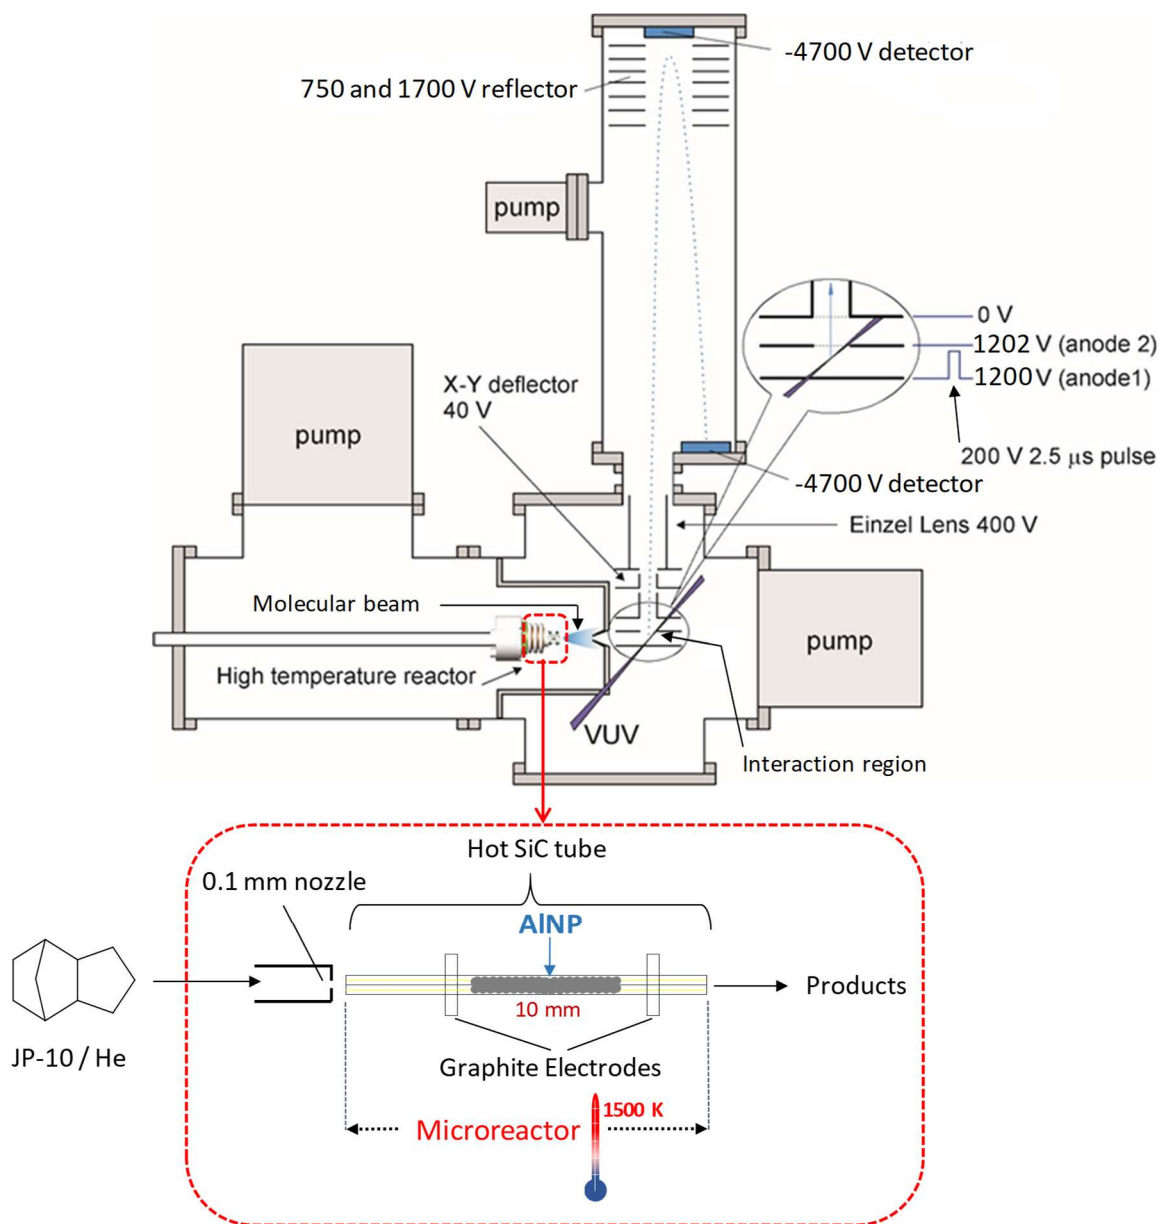 -4700 V detector
750 and 1700 V reflector
pump
0 V
1202 V (anode 2)
1200 V (anode1)
200 V 2.5 μs pulse
X-Y deflector
40 V
pump
-4700 V detector
Einzel Lens 400 V
Molecular beam
High temperature reactor
pump
VUV
Interaction region
Hot SiC tube
0.1 mm nozzle
AlNP
10 mm
Products
JP-10 / He
Graphite Electrodes
1500 K
Microreactor